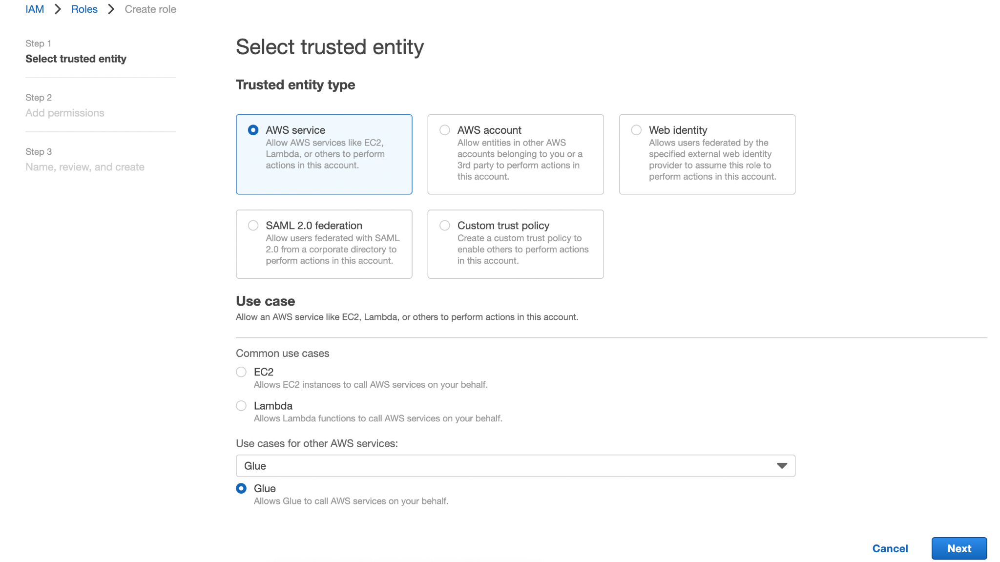 IAM > Roles > Create role
Step 1
Select trusted entity
Step 2
Add permissions
Step 3
Name, review, and create
Select trusted entity
Trusted entity type
AWS service
Allow AWS services like EC2,
Lambda, or others to perform
actions in this account.
AWS account
Allow entities in other AWS
accounts belonging to you or a
3rd party to perform actions in
this account.
Web identity
Allows users federated by the
specified external web identity
provider to assume this role to
perform actions in this account.
SAML 2.0 federation
Allow users federated with SAML
2.0 from a corporate directory to
perform actions in this account.
Custom trust policy
Create a custom trust policy to
enable others to perform actions
in this account.
Use case
Allow an AWS service like EC2, Lambda, or others to perform actions in this account.
Common use cases
EC2
Allows EC2 instances to call AWS services on your behalf.
Lambda
Allows Lambda functions to call AWS services on your behalf.
Use cases for other AWS services:
Glue
Glue
Allows Glue to call AWS services on your behalf.
Cancel
Next